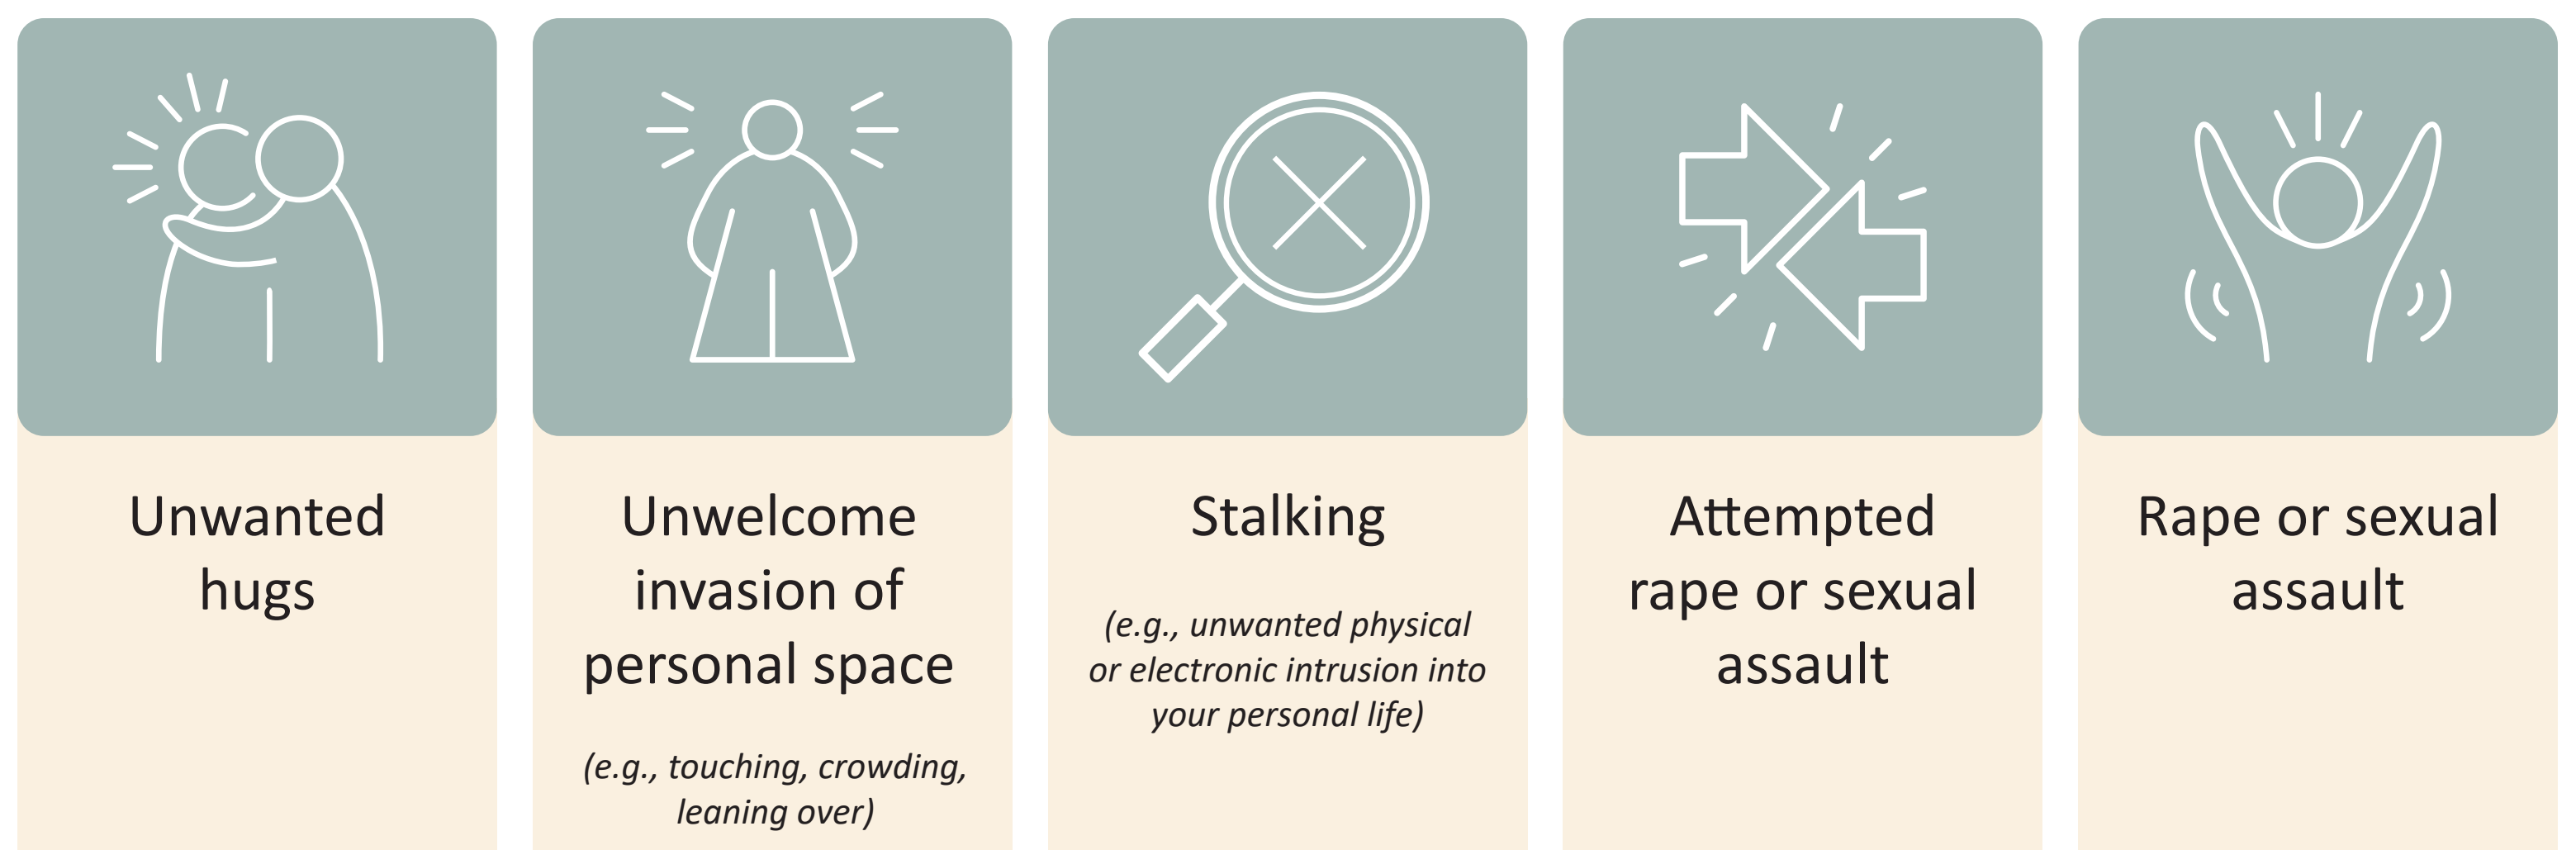 Unwanted
hugs
Unwelcome
invasion of
personal space
(e.g., touching, crowding,
leaning over)
Stalking
(e.g., unwanted physical
or electronic intrusion into
your personal life)
Attempted
rape or sexual
assault
Rape or sexual
assault